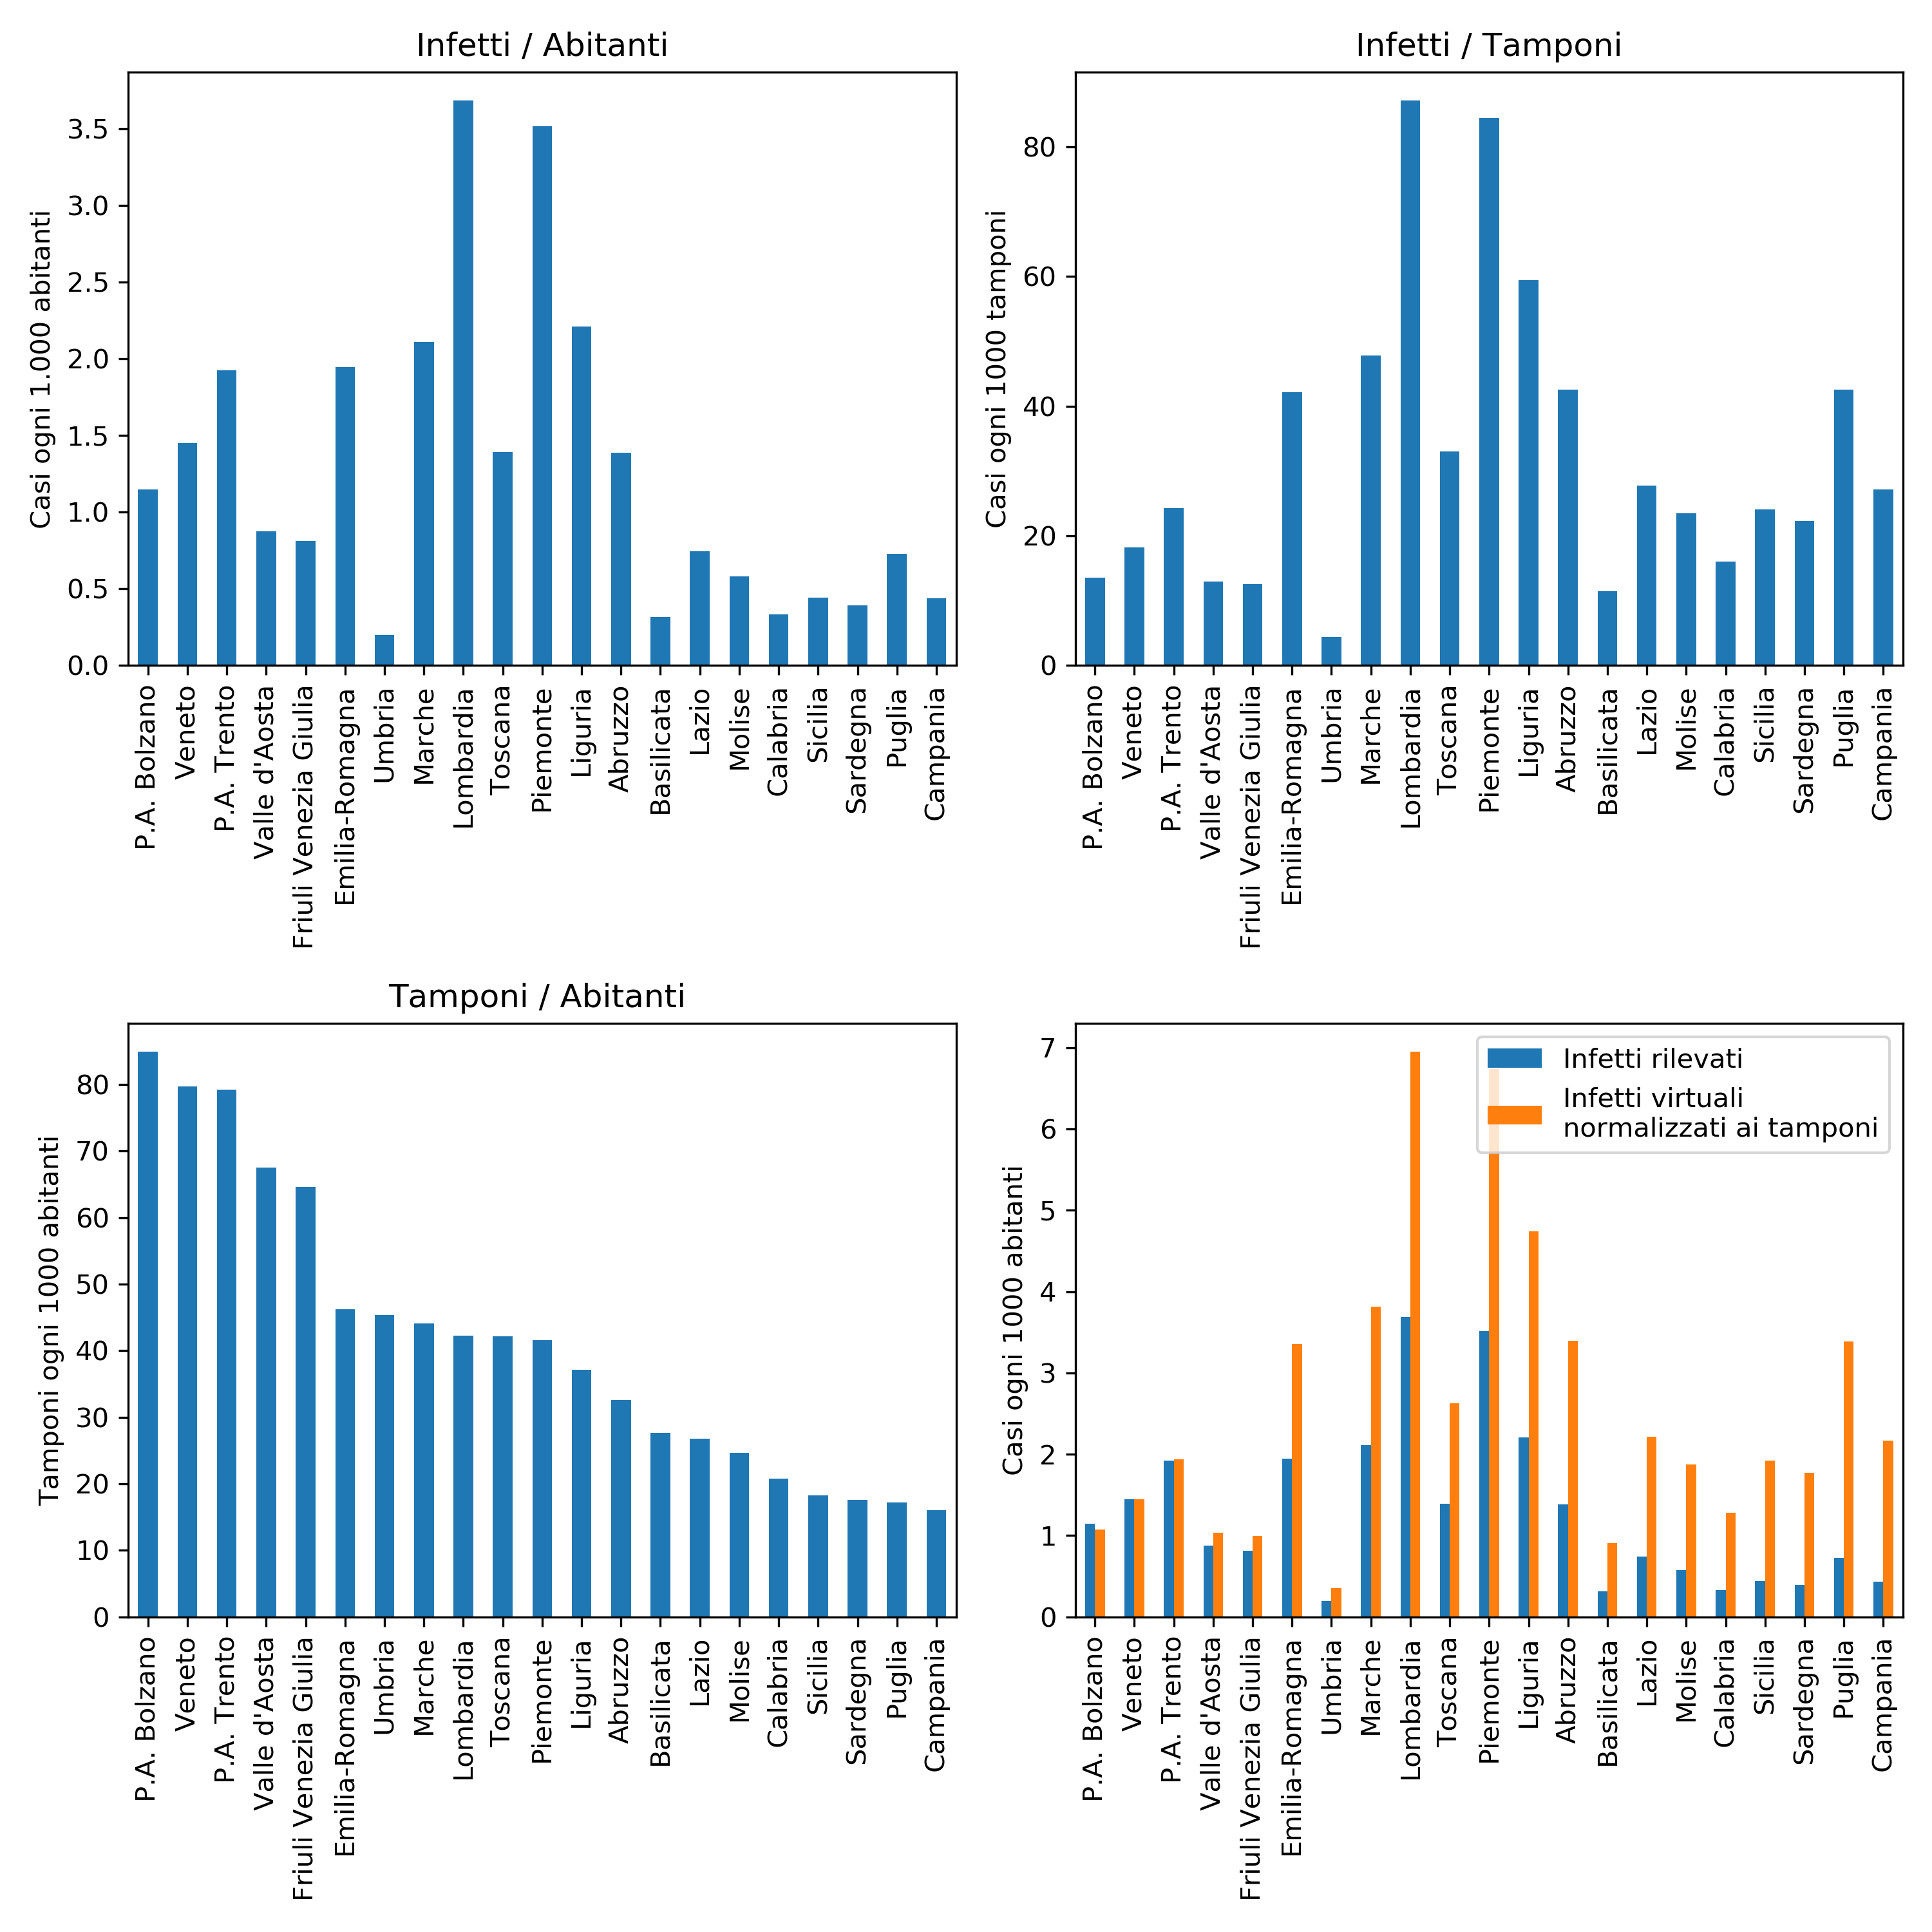 Infetti / Abitanti
Casi ogni 1.000 abitanti
3.5
3.0
2.5
2.0
1.5
1.0
0.5
0.0
P.A. Bolzano
Veneto
P.A. Trento
Valle d'Aosta
Friuli Venezia Giulia
Emilia-Romagna
Umbria
Marche
Lombardia
Toscana
Piemonte
Liguria
Abruzzo
Basilicata
Lazio
Molise
Calabria
Sicilia
Sardegna
Puglia
Campania
Infetti / Tamponi
Casi ogni 1000 tamponi
80
60
40
20
0
P.A. Bolzano
Veneto
P.A. Trento
Valle d'Aosta
Friuli Venezia Giulia
Emilia-Romagna
Umbria
Marche
Lombardia
Toscana
Piemonte
Liguria
Abruzzo
Basilicata
Lazio
Molise
Calabria
Sicilia
Sardegna
Puglia
Campania
Tamponi / Abitanti
Tamponi ogni 1000 abitanti
80
70
60
50
40
30
20
10
0
P.A. Bolzano
Veneto
P.A. Trento
Valle d'Aosta
Friuli Venezia Giulia
Emilia-Romagna
Umbria
Marche
Lombardia
Toscana
Piemonte
Liguria
Abruzzo
Basilicata
Lazio
Molise
Calabria
Sicilia
Sardegna
Puglia
Campania
Infetti rilevati
Infetti virtuali
normalizzati ai tamponi
Casi ogni 1000 abitanti
7
6
5
4
3
2
1
0
P.A. Bolzano
Veneto
P.A. Trento
Valle d'Aosta
Friuli Venezia Giulia
Emilia-Romagna
Umbria
Marche
Lombardia
Toscana
Piemonte
Liguria
Abruzzo
Basilicata
Lazio
Molise
Calabria
Sicilia
Sardegna
Puglia
Campania